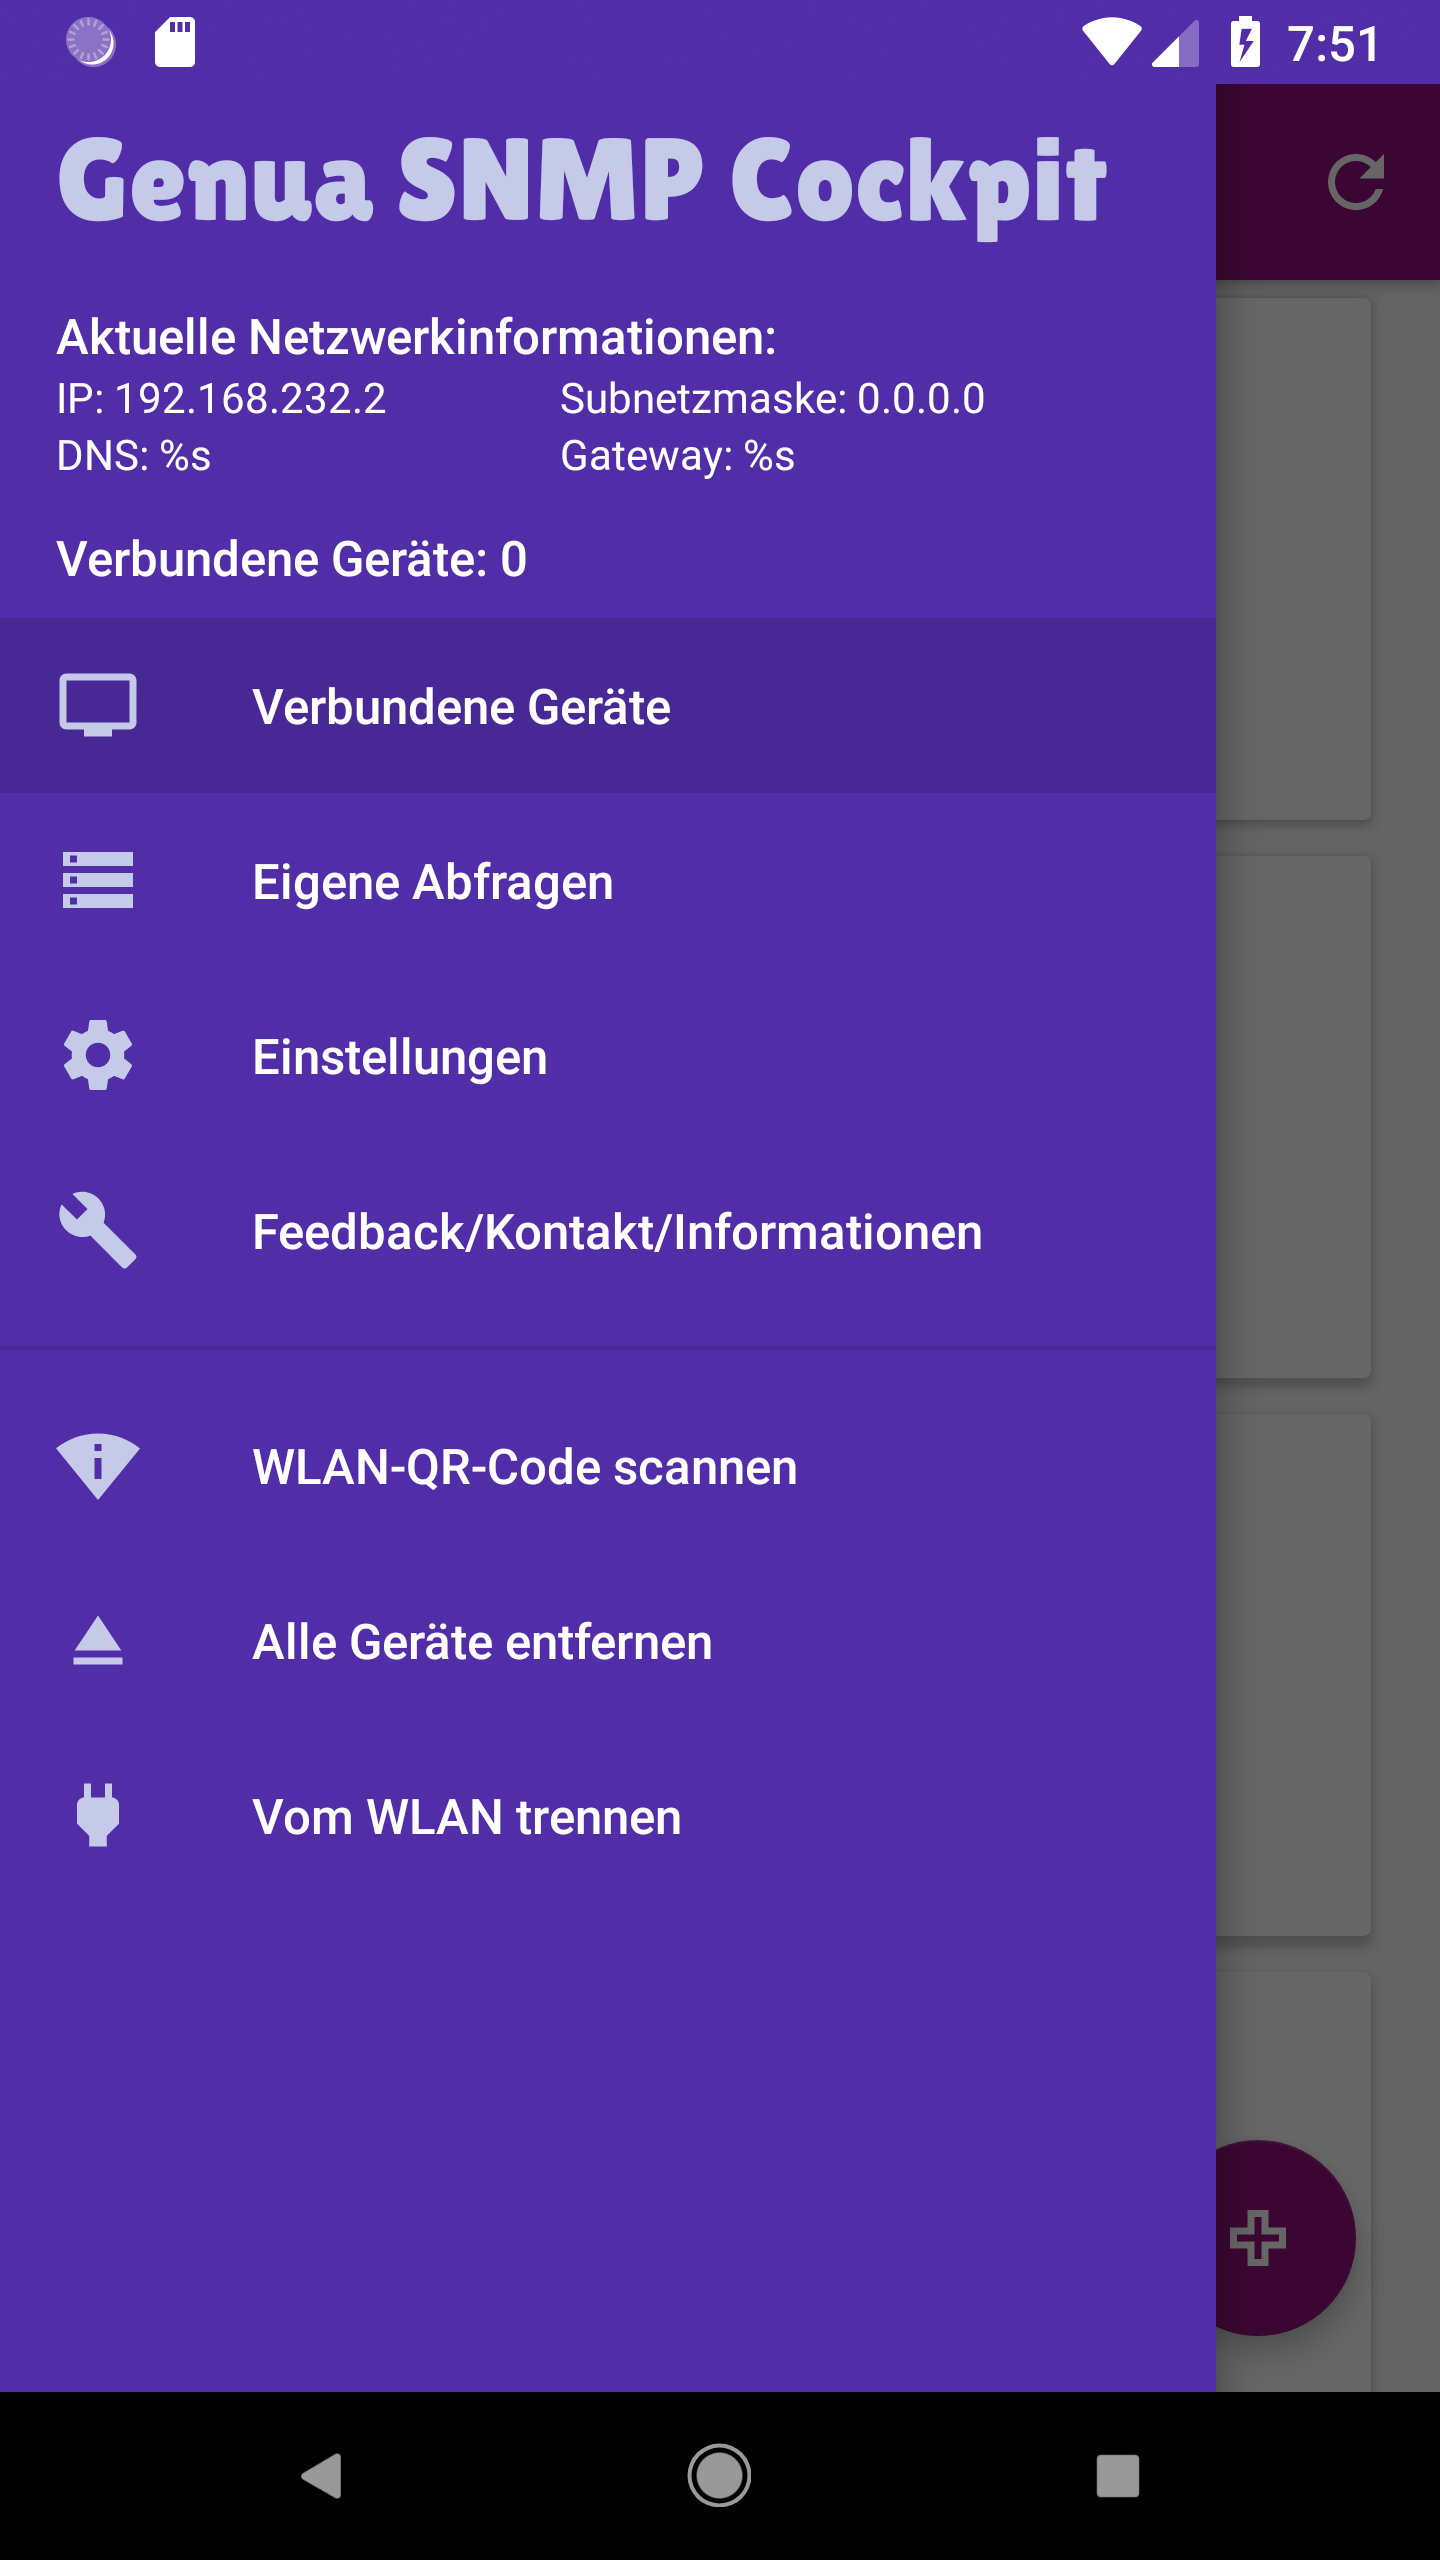 7:51
Genua SNMP Cockpit
Aktuelle Netzwerkinformationen:
IP: 192.168.232.2 Subnetzmaske: 0.0.0.0
DNS: %s Gateway: %s
Verbundene Geräte: 0
Verbundene Geräte
Eigene Abfragen
Einstellungen
Feedback/Kontakt/Informationen
WLAN-QR-Code scannen
Alle Geräte entfernen
Vom WLAN trennen